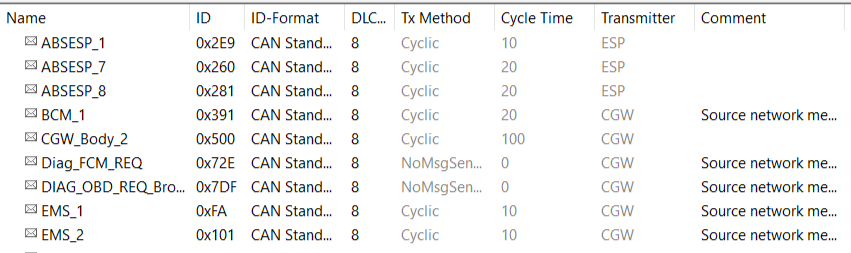 Name ID ID-Format DLC... Tx Method Cycle Time Transmitter Comment
ABSESP_1 0x2E9 CAN Stand... 8 Cyclic 10 ESP
ABSESP_7 0x260 CAN Stand... 8 Cyclic 20 ESP
ABSESP_8 0x281 CAN Stand... 8 Cyclic 20 ESP
BCM_1 0x391 CAN Stand... 8 Cyclic 20 CGW Source network me...
CGW_Body_2 0x500 CAN Stand... 8 Cyclic 100 CGW
Diag_FCM_REQ 0x72E CAN Stand... 8 NoMsgSen... 0 CGW Source network me...
DIAG_OBD_REQ_Bro... 0x7DF CAN Stand... 8 NoMsgSen... 0 CGW Source network me...
EMS_1 0xFA CAN Stand... 8 Cyclic 10 CGW Source network me...
EMS_2 0x101 CAN Stand... 8 Cyclic 10 CGW Source network me...